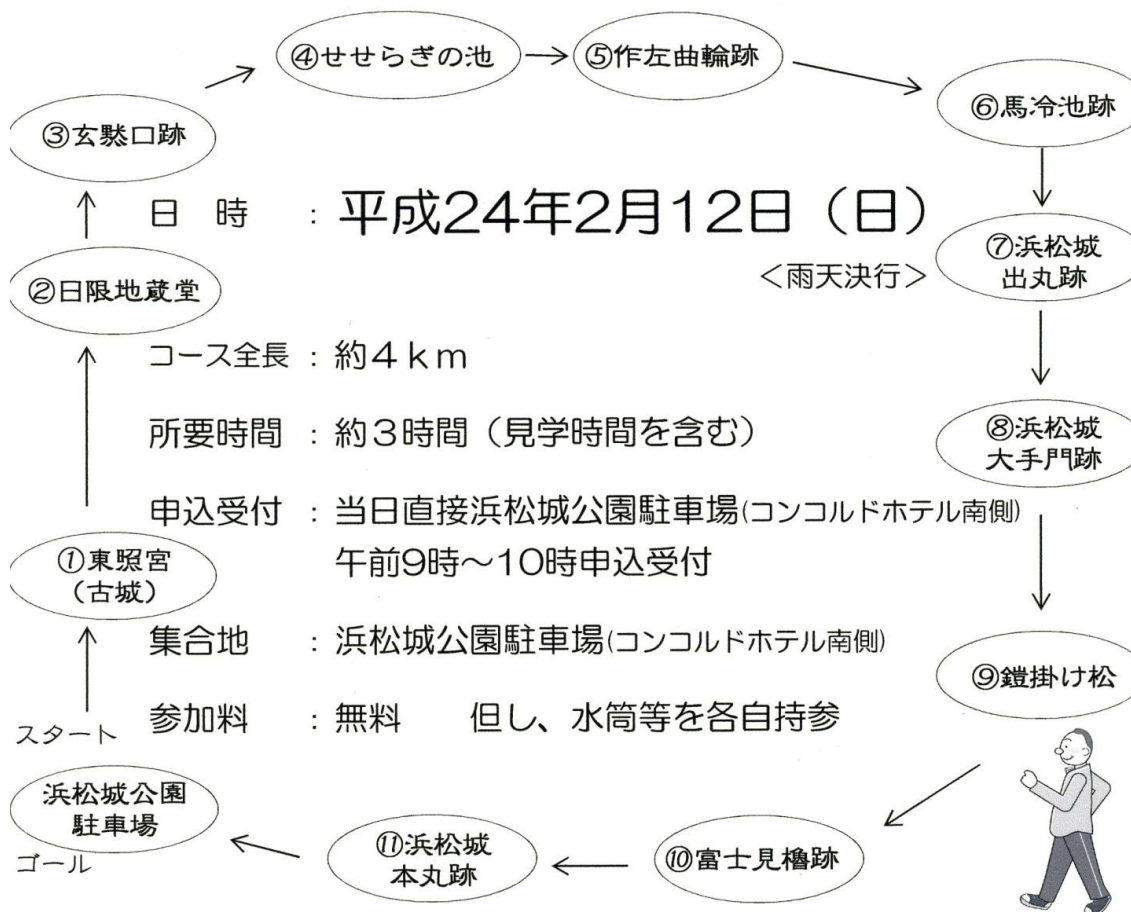 ④せせらぎの池
⑤作左曲輪跡
⑥馬冷池跡
③玄黙口跡
日　時　：平成24年2月12日（日）
＜雨天決行＞
⑦浜松城
出丸跡
②日限地蔵堂
コース全長：約4km
所要時間：約3時間（見学時間を含む）
⑧浜松城
大手門跡
申込受付：当日直接浜松城公園駐車場(コンコルドホテル南側)
午前9時〜10時申込受付
①東照宮
（古城）
集合地　：浜松城公園駐車場(コンコルドホテル南側)
⑨鎧掛け松
参加料　：無料　　但し、水筒等を各自持参
スタート
浜松城公園
駐車場
ゴール
⑪浜松城
本丸跡
⑩富士見櫓跡